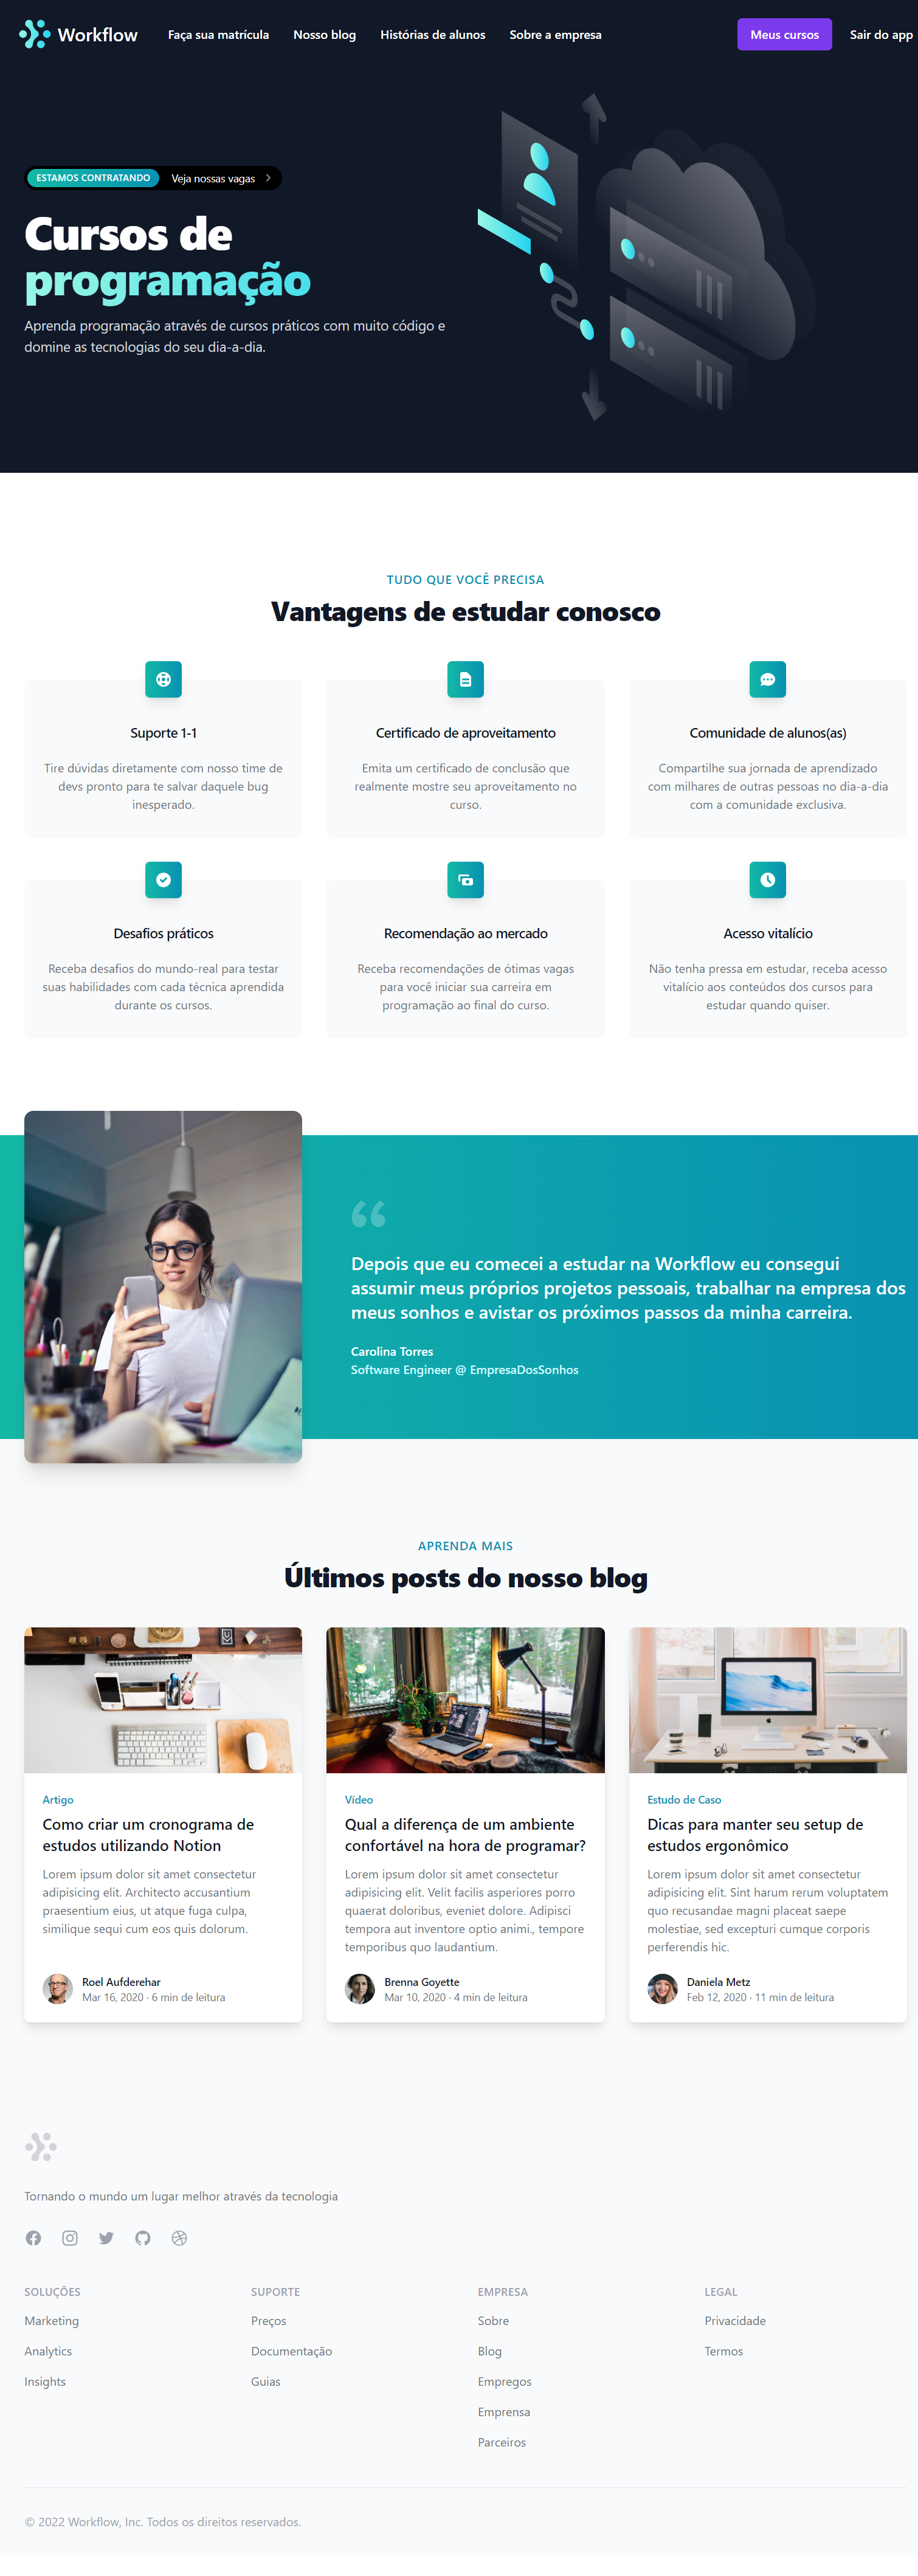 Workflow
Faça sua matrícula
Nosso blog
Histórias de alunos
Sobre a empresa
Meus cursos
Sair do app
ESTAMOS CONTRATANDO
Veja nossas vagas
Cursos de
programação
Aprenda programação através de cursos práticos com muito código e
domine as tecnologias do seu dia-a-dia.
TUDO QUE VOCÊ PRECISA
Vantagens de estudar conosco
Suporte 1-1
Tire dúvidas diretamente com nosso time de
devs pronto para te salvar daquele bug
inesperado.
Certificado de aproveitamento
Emita um certificado de conclusão que
realmente mostre seu aproveitamento no
curso.
Comunidade de alunos(as)
Compartilhe sua jornada de aprendizado
com milhares de outras pessoas no dia-a-dia
com a comunidade exclusiva.
Desafios práticos
Receba desafios do mundo-real para testar
suas habilidades com cada técnica aprendida
durante os cursos.
Recomendação ao mercado
Receba recomendações de ótimas vagas
para você iniciar sua carreira em
programação ao final do curso.
Acesso vitalício
Não tenha pressa em estudar, receba acesso
vitalício aos conteúdos dos cursos para
estudar quando quiser.
Depois que eu comecei a estudar na Workflow eu consegui
assumir meus próprios projetos pessoais, trabalhar na empresa dos
meus sonhos e avistar os próximos passos da minha carreira.
Carolina Torres
Software Engineer @ EmpresaDosSonhos
APRENDA MAIS
Últimos posts do nosso blog
Artigo
Como criar um cronograma de
estudos utilizando Notion
Lorem ipsum dolor sit amet consectetur
adipisicing elit. Architecto accusantium
praesentium eius, ut atque fuga culpa,
similique sequi cum eos quis dolorum.
Roel Aufderehar
Mar 16, 2020 · 6 min de leitura
Vídeo
Qual a diferença de um ambiente
confortável na hora de programar?
Lorem ipsum dolor sit amet consectetur
adipisicing elit. Velit facilis asperiores porro
quaerat doloribus, eveniet dolore. Adipisci
tempora aut inventore optio animi., tempore
temporibus quo laudantium.
Brenna Goyette
Mar 10, 2020 · 4 min de leitura
Estudo de Caso
Dicas para manter seu setup de
estudos ergonômico
Lorem ipsum dolor sit amet consectetur
adipisicing elit. Sint harum rerum voluptatem
quo recusandae magni placeat saepe
molestiae, sed excepturi cumque corporis
perferendis hic.
Daniela Metz
Feb 12, 2020 · 11 min de leitura
Tornando o mundo um lugar melhor através da tecnologia
SOLUÇÕES
Marketing
Analytics
Insights
SUPORTE
Preços
Documentação
Guias
EMPRESA
Sobre
Blog
Empregos
Emprensa
Parceiros
LEGAL
Privacidade
Termos
© 2022 Workflow, Inc. Todos os direitos reservados.